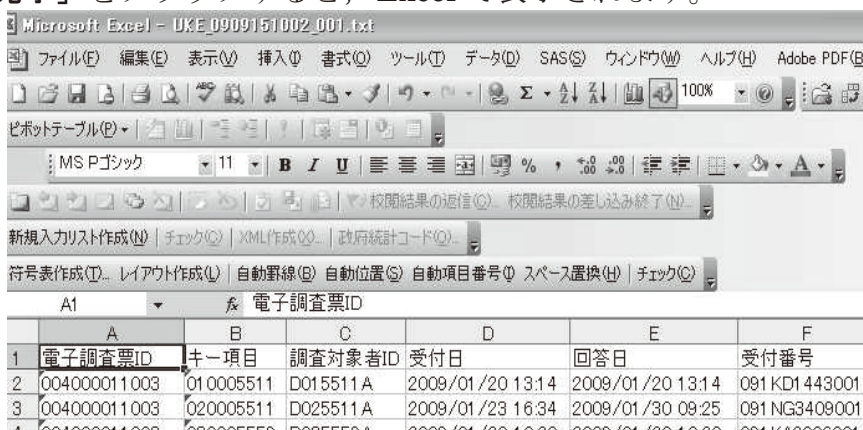 Microsoft Excel - UKE_0909151002_001.txt
ファイル(F) 編集(E) 表示(V) 挿入(I) 書式(O) ツール(T) データ(D) SAS(S) ウィンドウ(W) ヘルプ(H) Adobe PDF(B
100%
ピボットテーブル(P)
MS Pゴシック 11 B I U
校閲結果の返信(C)... 校閲結果の差し込み終了(N)...
新規入力リスト作成(N) チェック(C) XML作成(X)... 政府統計コード(O)...
符号表作成(T)... レイアウト作成(L) 自動罫線(B) 自動位置(S) 自動項目番号(I) スペース置換(H) チェック(C)
A1 fx 電子調査票ID
A B C D E F
1 電子調査票ID キー項目 調査対象者ID 受付日 回答日 受付番号
2 004000011003 010005511 D015511A 2009/01/20 13:14 2009/01/20 13:14 091KD1443001
3 004000011003 020005511 D025511A 2009/01/23 16:34 2009/01/30 09:25 091NG3409001